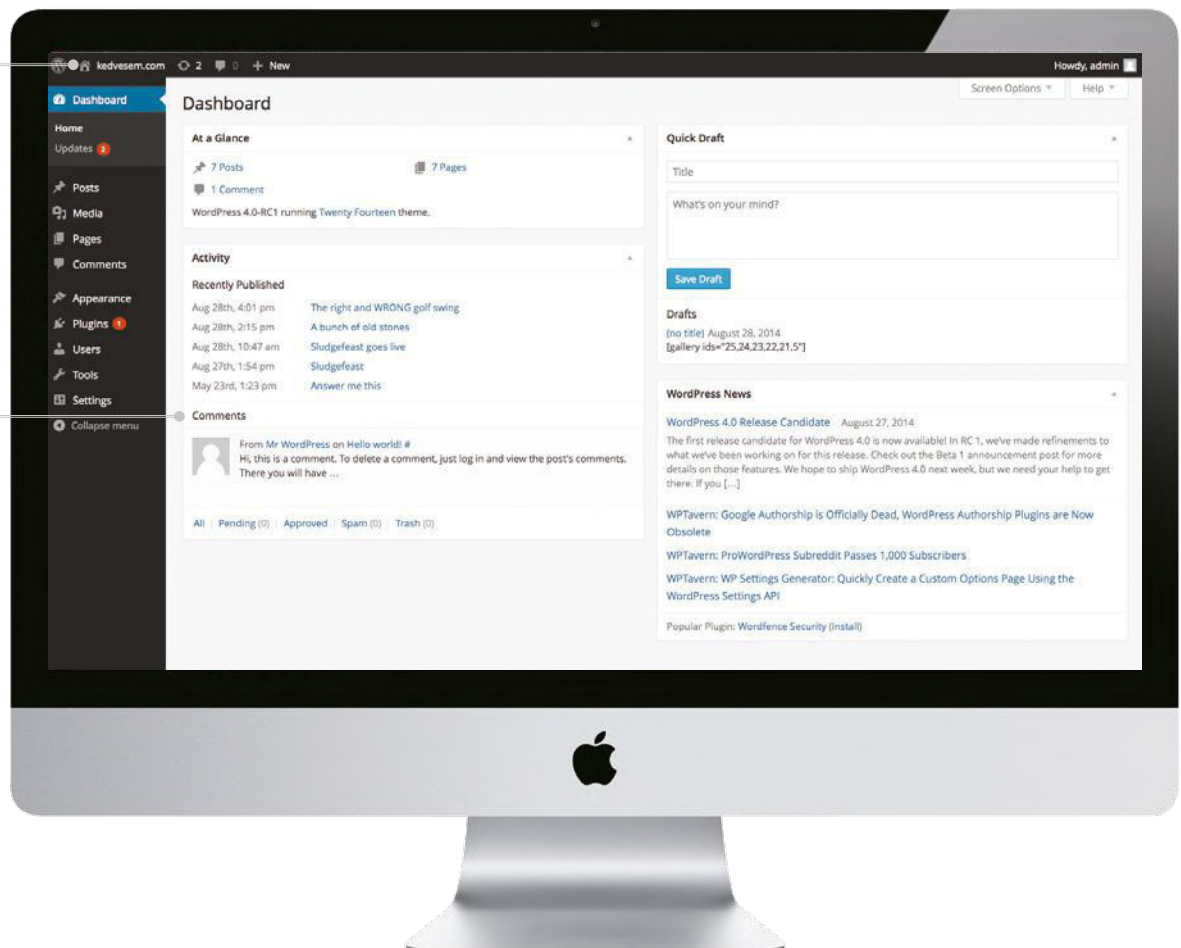 kedvesem.com 2 0 + New Howdy, admin
Dashboard
Home
Updates 2
Posts
Media
Pages
Comments
Appearance
Plugins 1
Users
Tools
Settings
Collapse menu
Screen Options Help
Dashboard
At a Glance
7 Posts 7 Pages
1 Comment
WordPress 4.0-RC1 running Twenty Fourteen theme.
Activity
Recently Published
Aug 28th, 4:01 pm The right and WRONG golf swing
Aug 28th, 2:15 pm A bunch of old stones
Aug 28th, 10:47 am Sludgefeast goes live
Aug 27th, 1:54 pm Sludgefeast
May 23rd, 1:23 pm Answer me this
Comments
From Mr WordPress on Hello world! #
Hi, this is a comment. To delete a comment, just log in and view the post's comments.
There you will have ...
All | Pending (0) | Approved | Spam (0) | Trash (0)
Quick Draft
Title
What's on your mind?
Save Draft
Drafts
(no title) August 28, 2014
[gallery ids="25,24,23,22,21,5"]
WordPress News
WordPress 4.0 Release Candidate August 27, 2014
The first release candidate for WordPress 4.0 is now available! In RC 1, we've made refinements to
what we've been working on for this release. Check out the Beta 1 announcement post for more
details on those features. We hope to ship WordPress 4.0 next week, but we need your help to get
there. If you [...]
WPTavern: Google Authorship is Officially Dead, WordPress Authorship Plugins are Now
Obsolete
WPTavern: ProWordPress Subreddit Passes 1,000 Subscribers
WPTavern: WP Settings Generator: Quickly Create a Custom Options Page Using the
WordPress Settings API
Popular Plugin: Wordfence Security (Install)